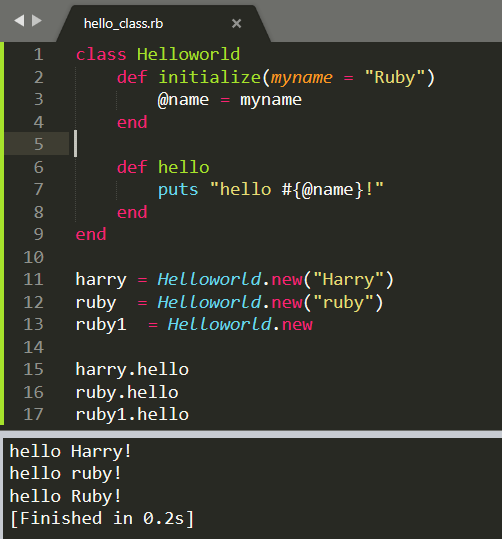 hello_class.rb ×
1 class Helloworld
2     def initialize(myname = "Ruby")
3         @name = myname
4     end
5
6     def hello
7         puts "hello #{@name}!"
8     end
9 end
10
11 harry = Helloworld.new("Harry")
12 ruby  = Helloworld.new("ruby")
13 ruby1  = Helloworld.new
14
15 harry.hello
16 ruby.hello
17 ruby1.hello
hello Harry!
hello ruby!
hello Ruby!
[Finished in 0.2s]